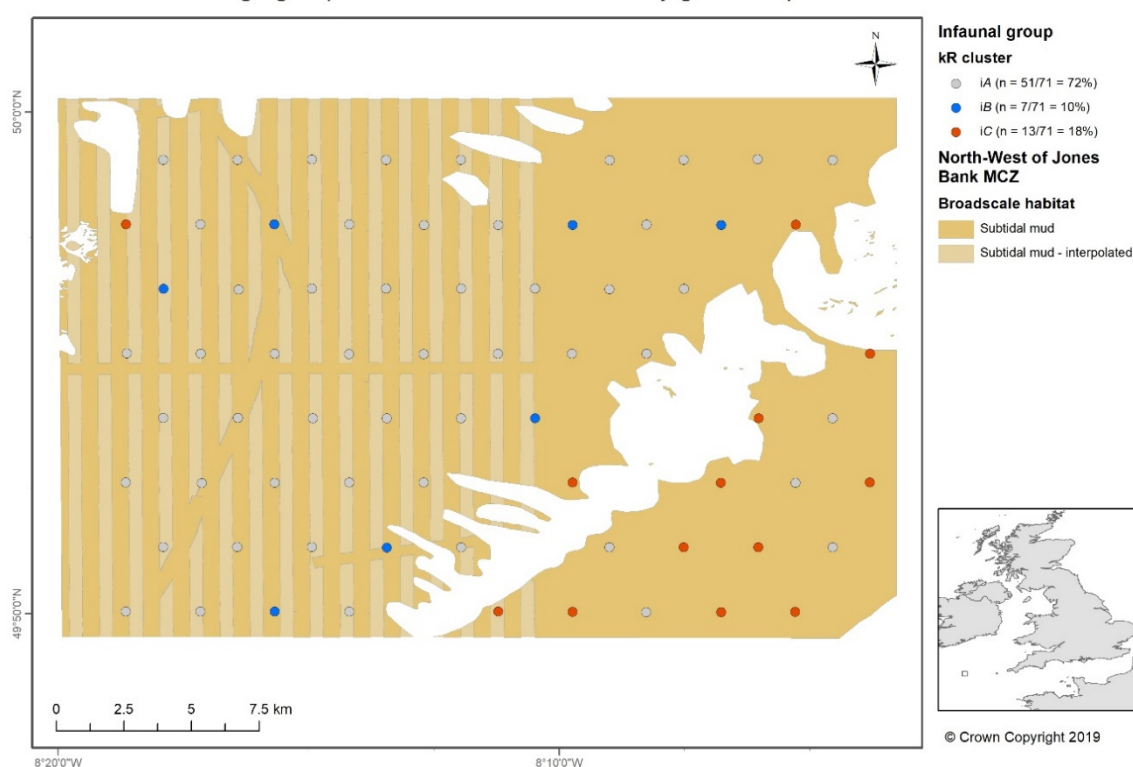 N
50°0'0"N
49°50'0"N
0 2.5 5 7.5 km
8°20'0"W 8°10'0"W
Infaunal group
kR cluster
iA (n = 51/71 = 72%)
iB (n = 7/71 = 10%)
iC (n = 13/71 = 18%)
North-West of Jones
Bank MCZ
Broadscale habitat
Subtidal mud
Subtidal mud - interpolated
© Crown Copyright 2019